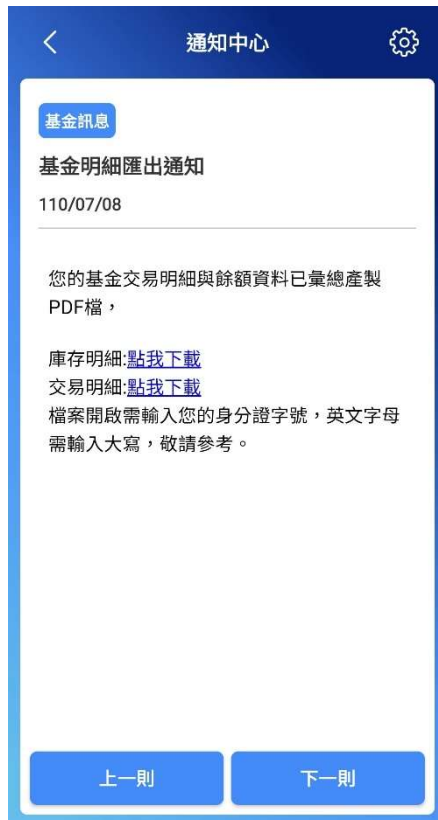 通知中心
基金訊息
基金明細匯出通知
110/07/08
您的基金交易明細與餘額資料已彙總產製
PDF檔，
庫存明細:點我下載
交易明細:點我下載
檔案開啟需輸入您的身分證字號，英文字母
需輸入大寫，敬請參考。
上一則
下一則